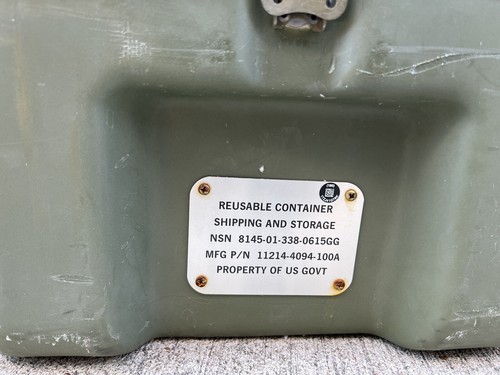 REUSABLE CONTAINER
SHIPPING AND STORAGE
NSN 8145-01-338-0615GG
MFG P/N 11214-4094-100A
PROPERTY OF US GOVT